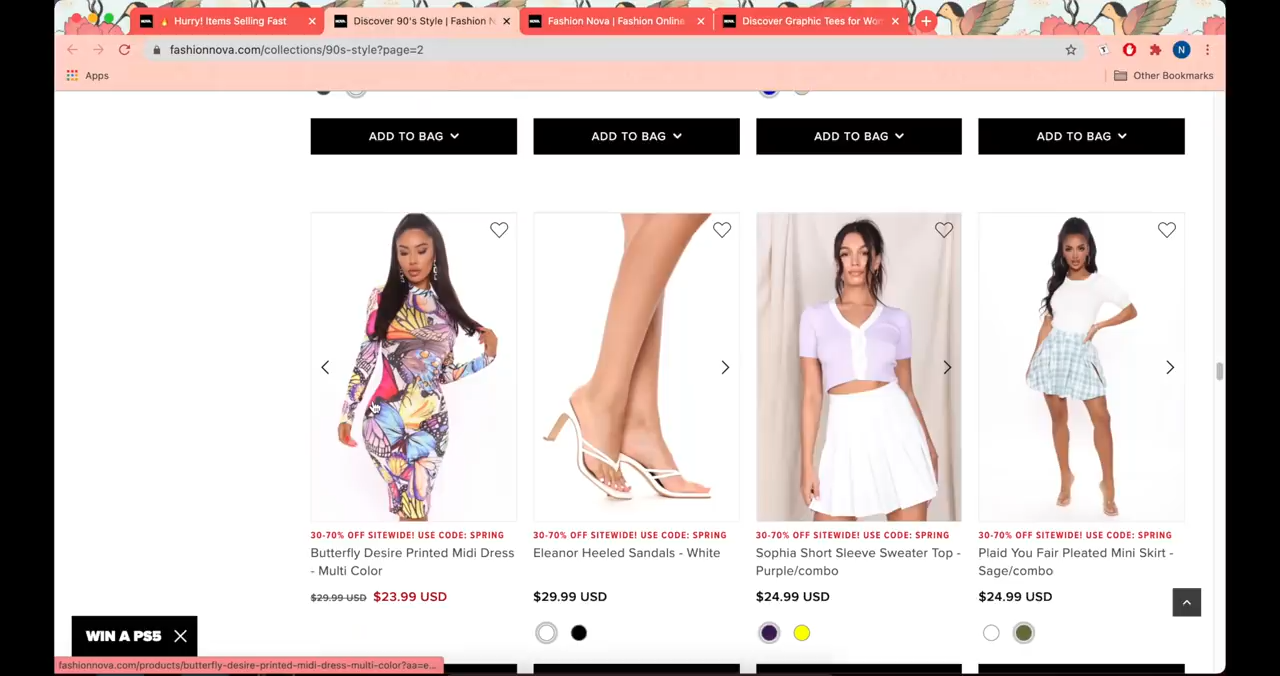 Hurry! Items Selling Fast
Discover 90's Style | Fashion N
Fashion Nova | Fashion Online
Discover Graphic Tees for Wom
fashionnova.com/collections/90s-style?page=2
N
Apps
Other Bookmarks
ADD TO BAG ADD TO BAG ADD TO BAG ADD TO BAG
30-70% OFF SITEWIDE! USE CODE: SPRING
Butterfly Desire Printed Midi Dress
- Multi Color
$29.99 USD $23.99 USD
30-70% OFF SITEWIDE! USE CODE: SPRING
Eleanor Heeled Sandals - White
$29.99 USD
30-70% OFF SITEWIDE! USE CODE: SPRING
Sophia Short Sleeve Sweater Top -
Purple/combo
$24.99 USD
30-70% OFF SITEWIDE! USE CODE: SPRING
Plaid You Fair Pleated Mini Skirt -
Sage/combo
$24.99 USD
WIN A PS5
fashionnova.com/products/butterfly-desire-printed-midi-dress-multi-color?aa=e...